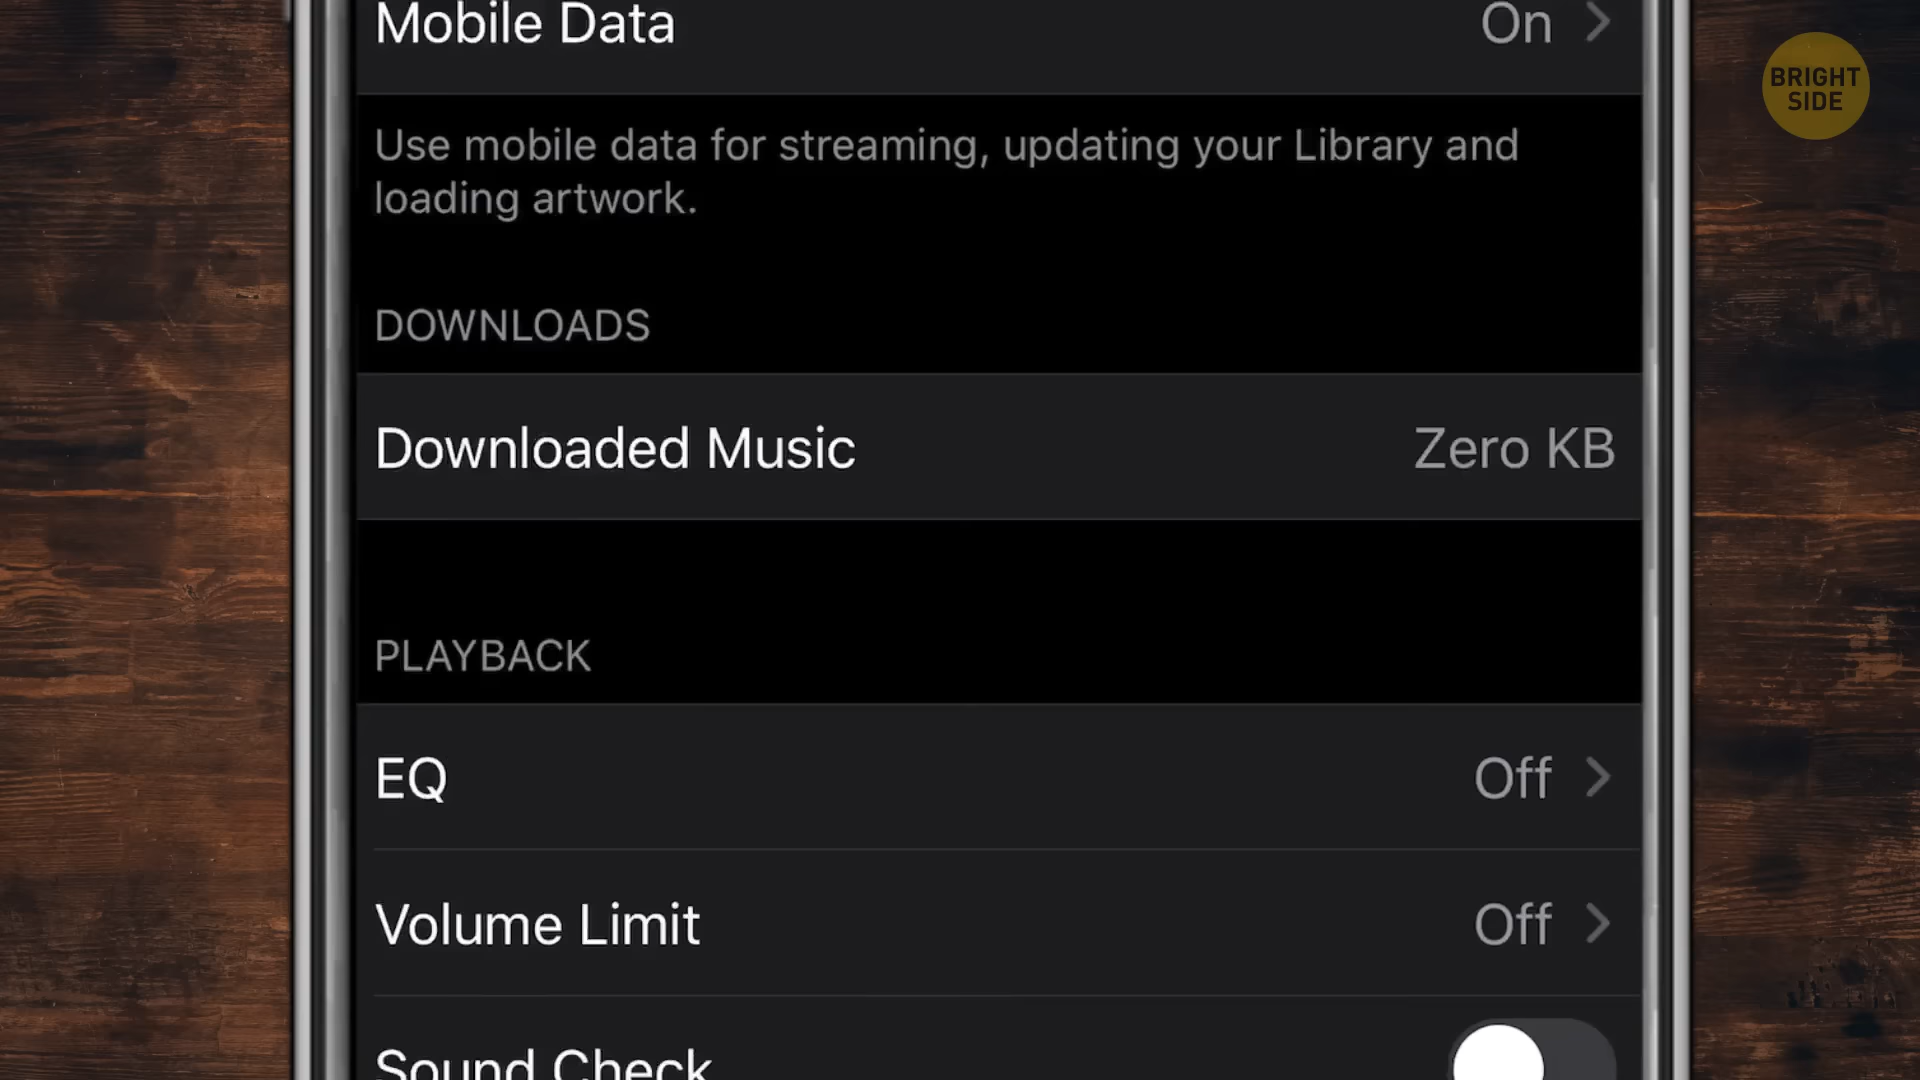 Mobile Data On
BRIGHT
SIDE
Use mobile data for streaming, updating your Library and
loading artwork.
DOWNLOADS
Downloaded Music Zero KB
PLAYBACK
EQ Off
Volume Limit Off
Sound Check